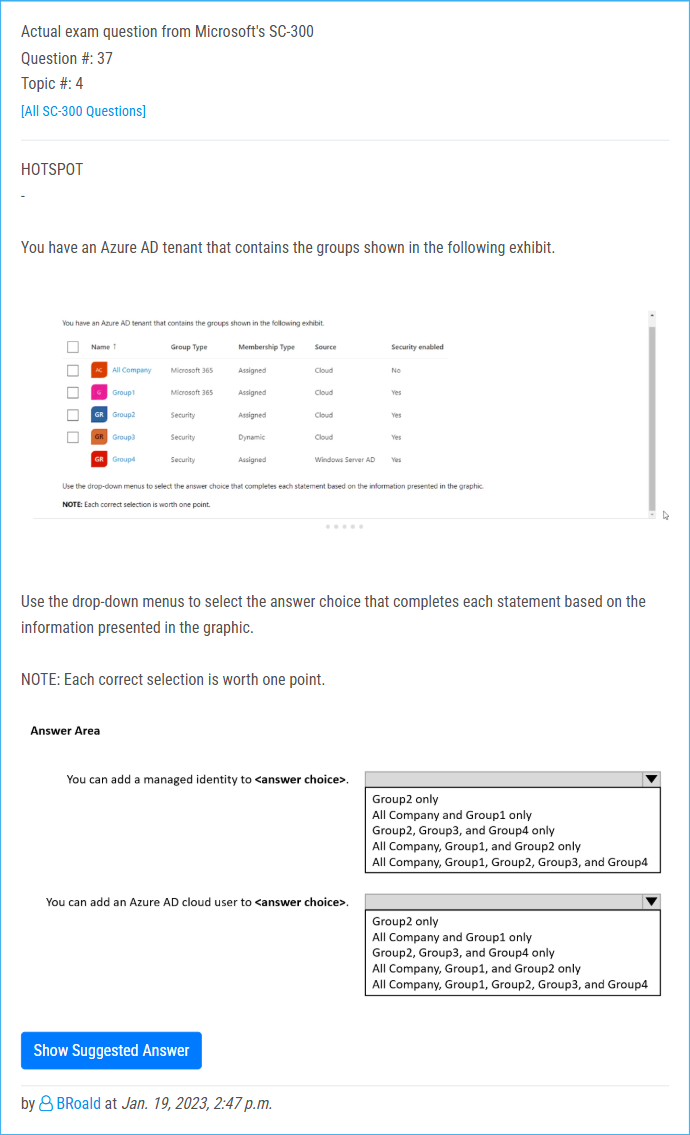 Actual exam question from Microsoft's SC-300
Question #: 37
Topic #: 4
[All SC-300 Questions]
HOTSPOT
-
You have an Azure AD tenant that contains the groups shown in the following exhibit.
You have an Azure AD tenant that contains the groups shown in the following exhibit.
Name ↑ Group Type Membership Type Source Security enabled
AC All Company Microsoft 365 Assigned Cloud No
G Group1 Microsoft 365 Assigned Cloud Yes
GR Group2 Security Assigned Cloud Yes
GR Group3 Security Dynamic Cloud Yes
GR Group4 Security Assigned Windows Server AD Yes
Use the drop-down menus to select the answer choice that completes each statement based on the information presented in the graphic.
NOTE: Each correct selection is worth one point.
Use the drop-down menus to select the answer choice that completes each statement based on the
information presented in the graphic.
NOTE: Each correct selection is worth one point.
Answer Area
You can add a managed identity to <answer choice>.
Group2 only
All Company and Group1 only
Group2, Group3, and Group4 only
All Company, Group1, and Group2 only
All Company, Group1, Group2, Group3, and Group4
You can add an Azure AD cloud user to <answer choice>.
Group2 only
All Company and Group1 only
Group2, Group3, and Group4 only
All Company, Group1, and Group2 only
All Company, Group1, Group2, Group3, and Group4
Show Suggested Answer
by BRoald at Jan. 19, 2023, 2:47 p.m.